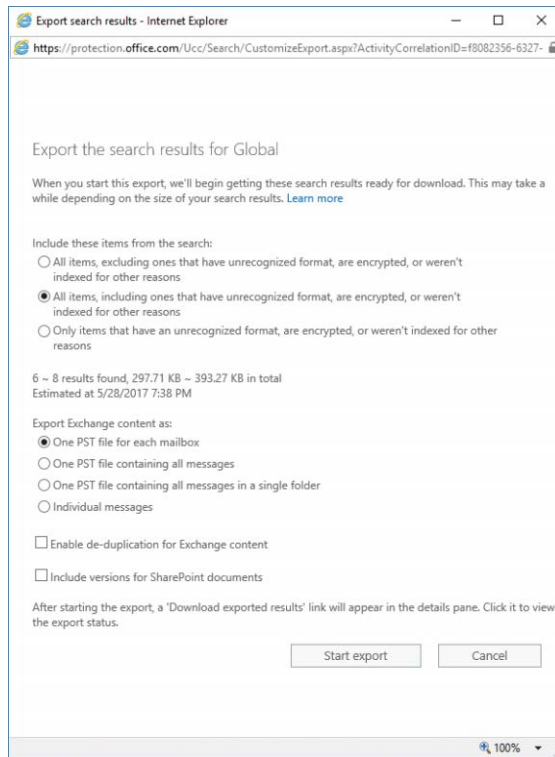 Export search results - Internet Explorer
https://protection.office.com/Ucc/Search/CustomizeExport.aspx?ActivityCorrelationID=f8082356-6327-
Export the search results for Global
When you start this export, we'll begin getting these search results ready for download. This may take a
while depending on the size of your search results. Learn more
Include these items from the search:
All items, excluding ones that have unrecognized format, are encrypted, or weren't
indexed for other reasons
All items, including ones that have unrecognized format, are encrypted, or weren't
indexed for other reasons
Only items that have an unrecognized format, are encrypted, or weren't indexed for other
reasons
6 ~ 8 results found, 297.71 KB ~ 393.27 KB in total
Estimated at 5/28/2017 7:38 PM
Export Exchange content as:
One PST file for each mailbox
One PST file containing all messages
One PST file containing all messages in a single folder
Individual messages
Enable de-duplication for Exchange content
Include versions for SharePoint documents
After starting the export, a 'Download exported results' link will appear in the details pane. Click it to view
the export status.
Start export Cancel
100%